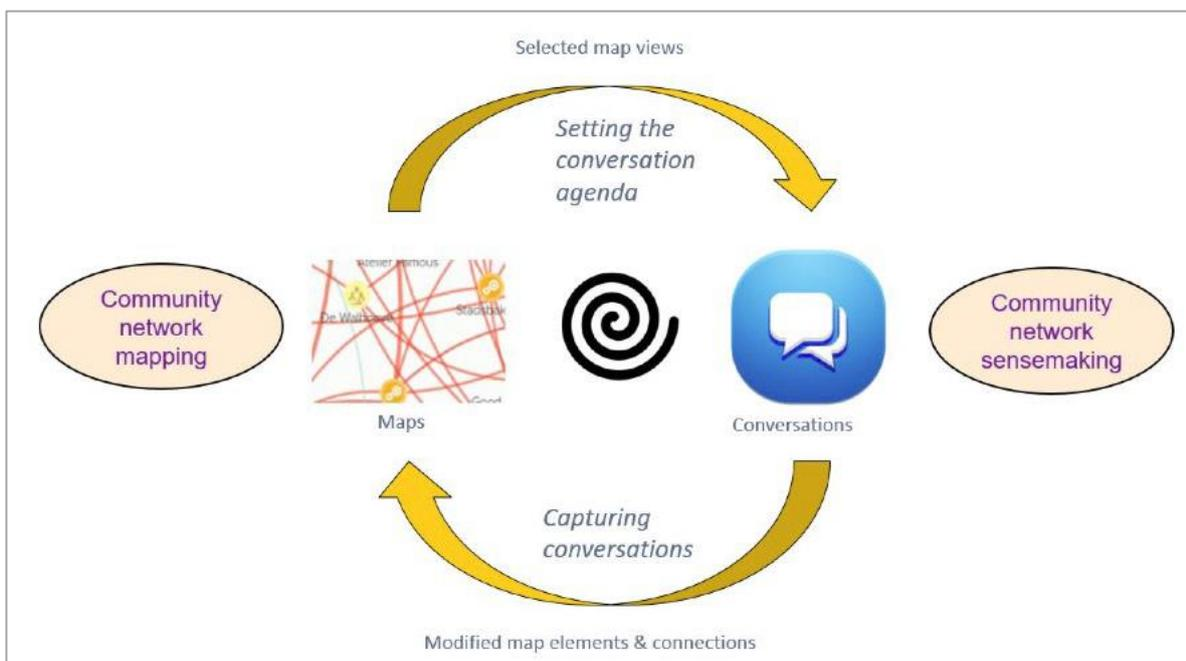 Selected map views
Setting the
conversation
agenda
Community
network
mapping
De
Maps
Conversations
Community
network
sensemaking
Capturing
conversations
Modified map elements & connections